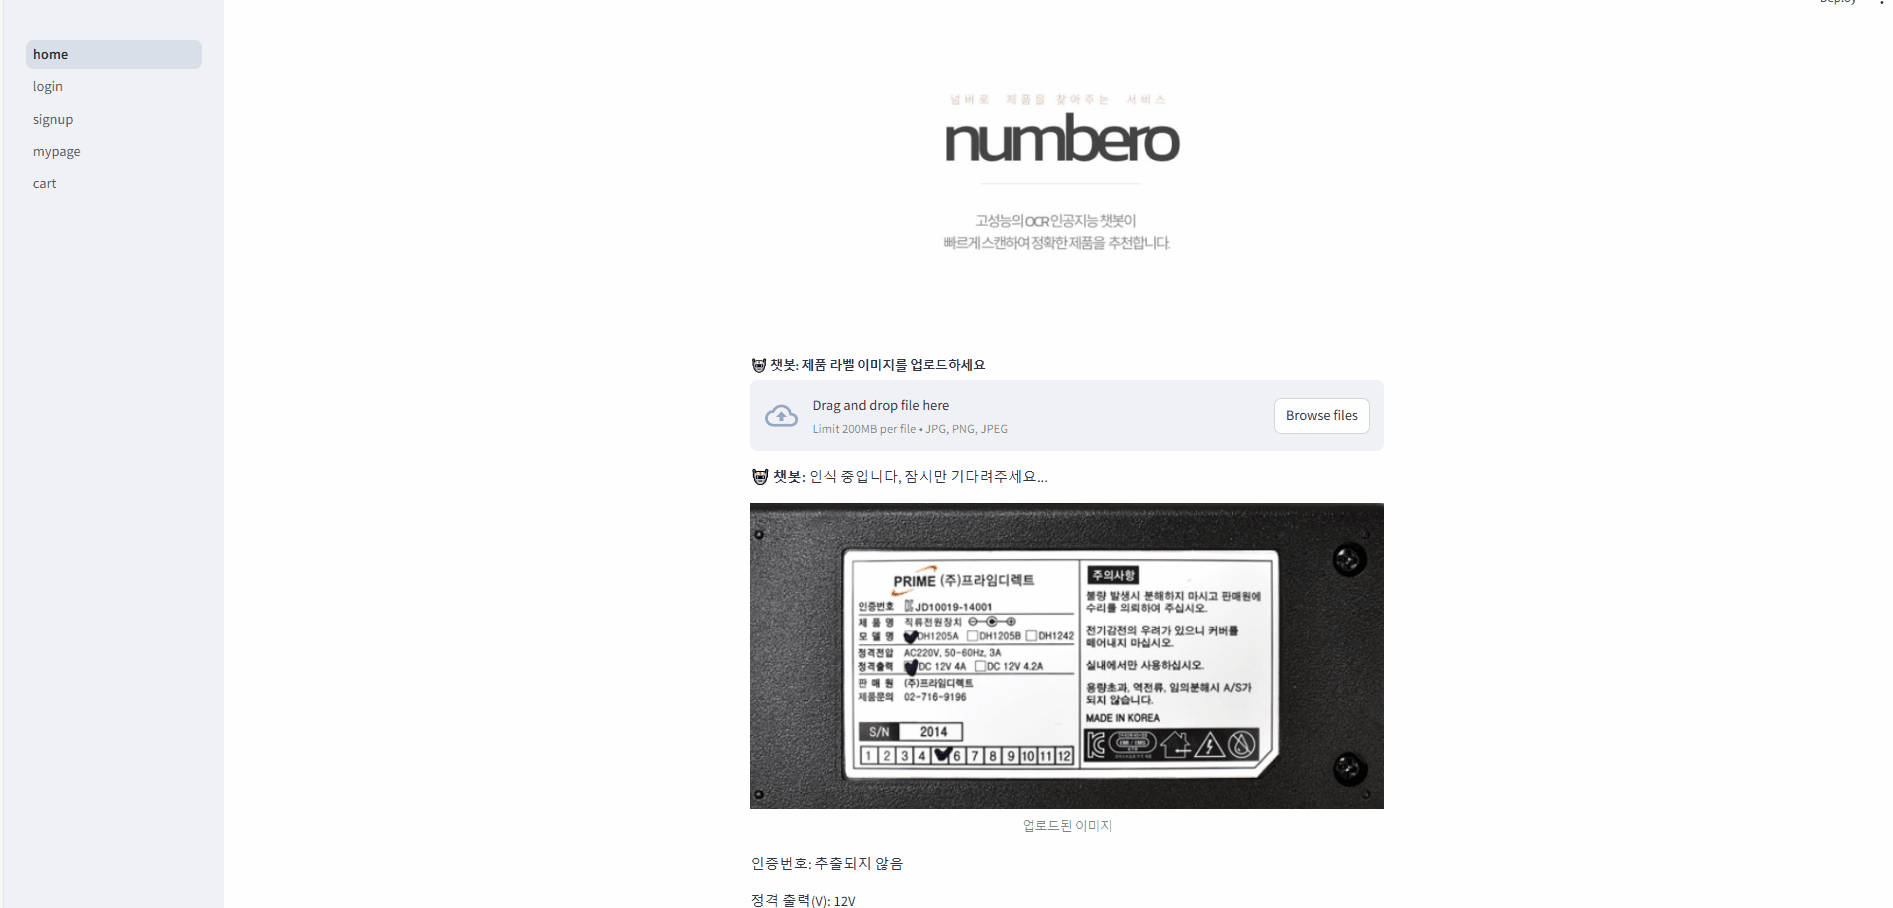 Deploy
home
login
signup
mypage
cart
넘버로 제품을 찾아주는 서비스
numbero
고성능의 OCR 인공지능 챗봇이
빠르게 스캔하여 정확한 제품을 추천합니다.
챗봇: 제품 라벨 이미지를 업로드하세요
Drag and drop file here
Limit 200MB per file • JPG, PNG, JPEG
Browse files
챗봇: 인식 중입니다, 잠시만 기다려주세요...
PRIME (주)프라임디렉트
인증번호 JD10019-14001
제 품 명 직류전원장치
모 델 명 DH1205A DH1205B DH1242
정격전압 AC220V, 50-60Hz, 3A
정격출력 DC 12V 4A DC 12V 4.2A
판 매 원 (주)프라임디렉트
제품문의 02-716-9196
S/N 2014
1 2 3 4 6 7 8 9 10 11 12
주의사항
불량 발생시 분해하지 마시고 판매원에
수리를 의뢰하여 주십시오.
전기감전의 우려가 있으니 커버를
떼어내지 마십시오.
실내에서만 사용하십시오.
용량초과, 역전류, 임의분해시 A/S가
되지 않습니다.
MADE IN KOREA
EMI / EMS
업로드된 이미지
인증번호: 추출되지 않음
정격 출력(V): 12V